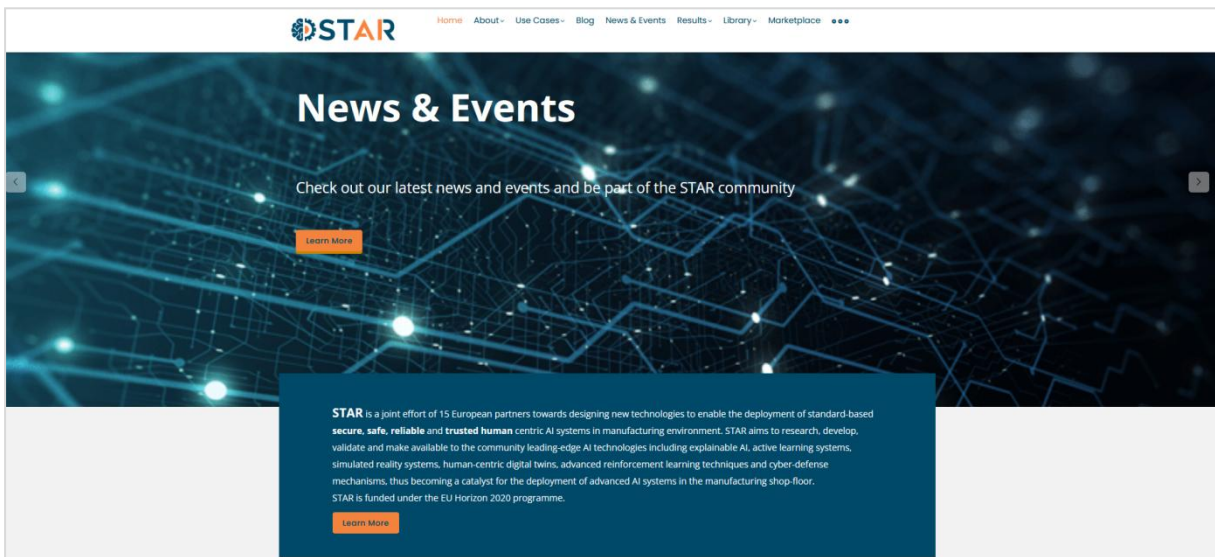 STAR
Home About Use Cases Blog News & Events Results Library Marketplace
News & Events
Check out our latest news and events and be part of the STAR community
Learn More
STAR is a joint effort of 15 European partners towards designing new technologies to enable the deployment of standard-based
secure, safe, reliable and trusted human centric AI systems in manufacturing environment. STAR aims to research, develop,
validate and make available to the community leading-edge AI technologies including explainable AI, active learning systems,
simulated reality systems, human-centric digital twins, advanced reinforcement learning techniques and cyber-defense
mechanisms, thus becoming a catalyst for the deployment of advanced AI systems in the manufacturing shop-floor.
STAR is funded under the EU Horizon 2020 programme.
Learn More